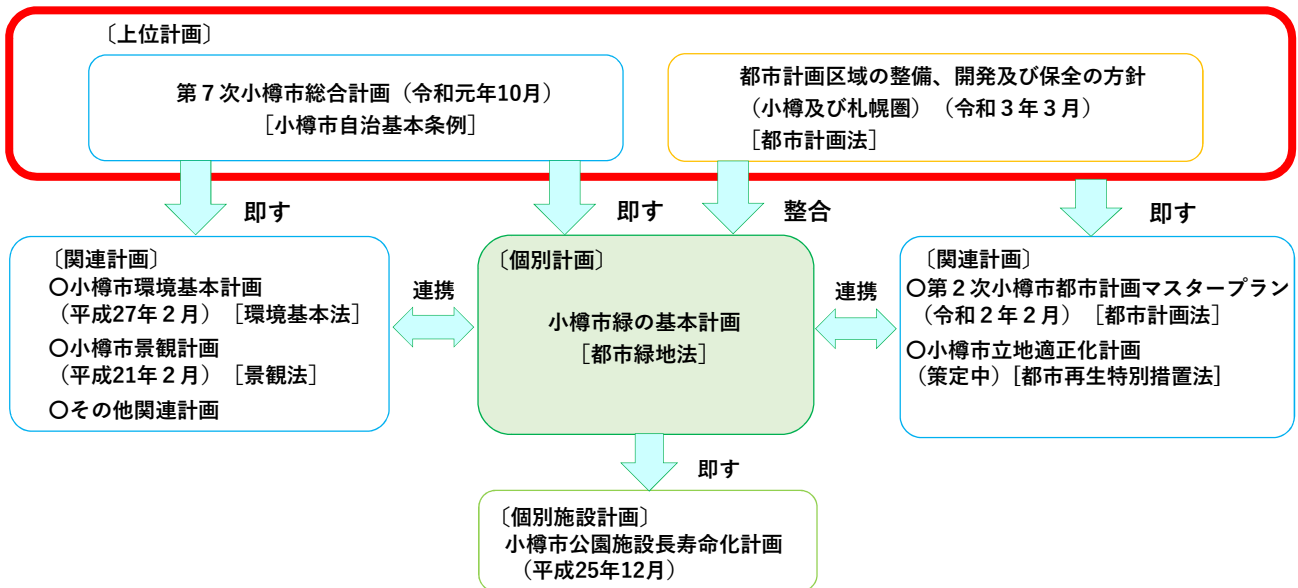 〔上位計画〕
第７次小樽市総合計画（令和元年10月）
［小樽市自治基本条例］
都市計画区域の整備、開発及び保全の方針
（小樽及び札幌圏）（令和３年３月）
［都市計画法］
即す
即す
整合
即す
〔関連計画〕
〇小樽市環境基本計画
（平成27年２月）［環境基本法］
〇小樽市景観計画
（平成21年２月）［景観法］
〇その他関連計画
連携
〔個別計画〕
小樽市緑の基本計画
［都市緑地法］
連携
〔関連計画〕
〇第２次小樽市都市計画マスタープラン
（令和２年２月）［都市計画法］
〇小樽市立地適正化計画
（策定中）［都市再生特別措置法］
即す
〔個別施設計画〕
小樽市公園施設長寿命化計画
（平成25年12月）